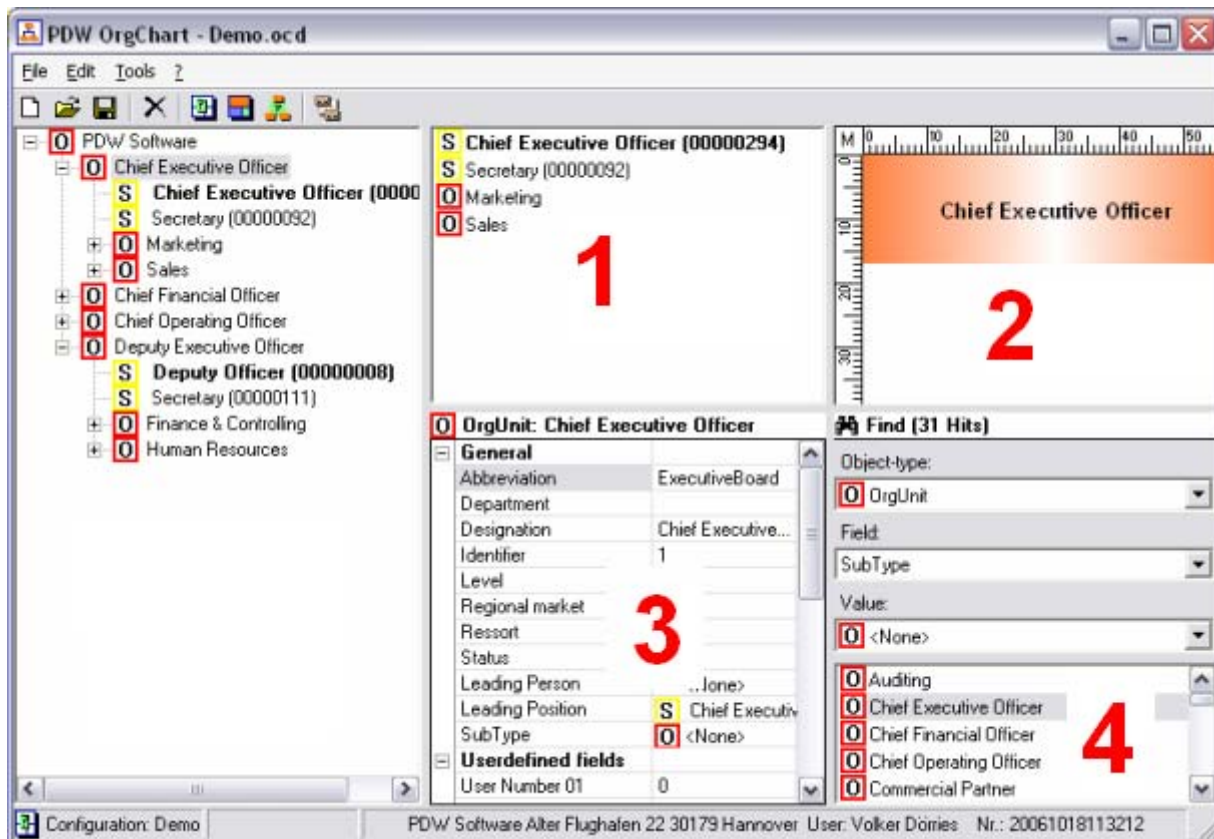 PDW OrgChart - Demo.ocd
File Edit Tools ?
PDW Software
Chief Executive Officer
Chief Executive Officer (0000
Secretary (00000092)
Marketing
Sales
Chief Financial Officer
Chief Operating Officer
Deputy Executive Officer
Deputy Officer (00000008)
Secretary (00000111)
Finance & Controlling
Human Resources
S Chief Executive Officer (00000294)
S Secretary (00000092)
O Marketing
O Sales
1
M 0 10 20 30 40 50
0
10
20
30
Chief Executive Officer
2
O OrgUnit: Chief Executive Officer
General
Abbreviation ExecutiveBoard
Department
Designation Chief Executive...
Identifier 1
Level
Regional market
Ressort
Status
Leading Person
Leading Position S Chief Executiv
SubType O <None>
Userdefined fields
User Number 01 0
3
Find (31 Hits)
Object-type:
O OrgUnit
Field:
SubType
Value:
O <None>
O Auditing
O Chief Executive Officer
O Chief Financial Officer
O Chief Operating Officer
O Commercial Partner
4
Configuration: Demo
PDW Software Alter Flughafen 22 30179 Hannover User: Volker Dörries Nr.: 20061018113212